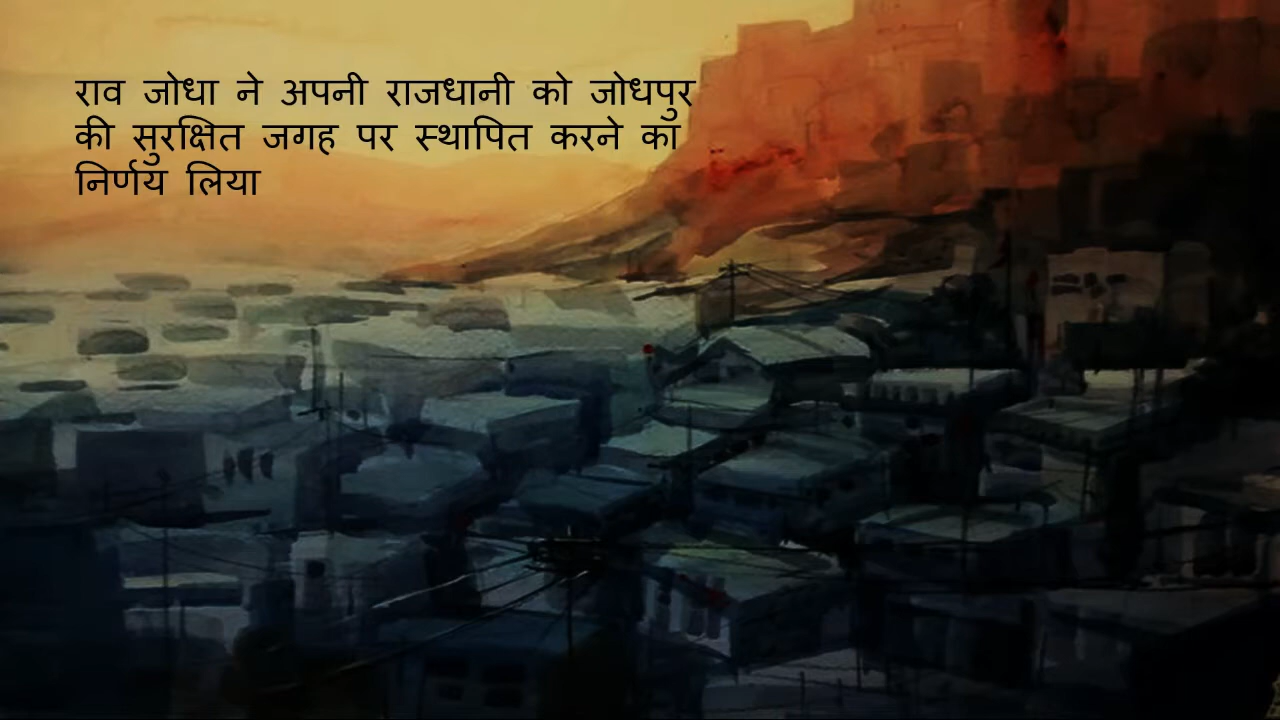 राव जोधा ने अपनी राजधानी को जोधपुर
की सुरक्षित जगह पर स्थापित करने का
निर्णय लिया